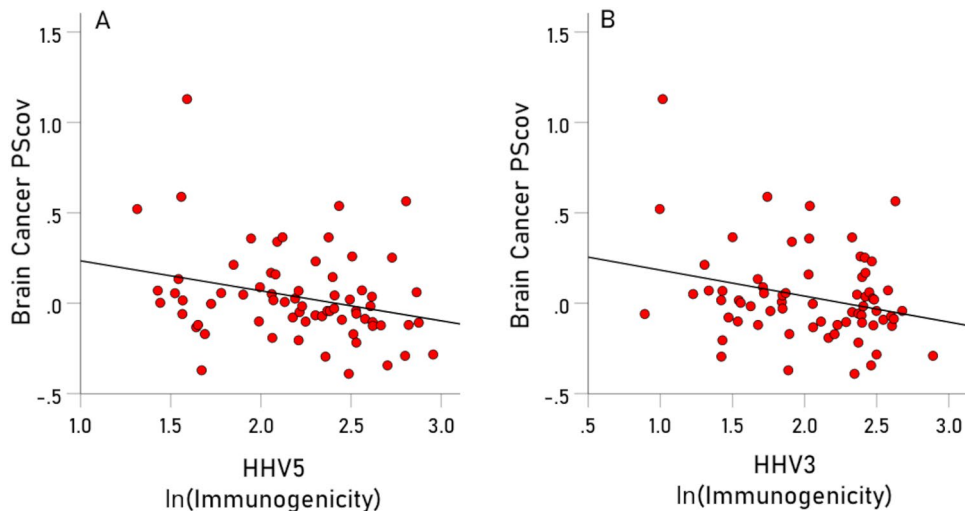 A
1.5
1.0
.5
.0
-.5
Brain Cancer PScov
1.0 1.5 2.0 2.5 3.0
HHV5
ln(Immunogenicity)
B
1.5
1.0
.5
.0
-.5
Brain Cancer PScov
.5 1.0 1.5 2.0 2.5 3.0
HHV3
ln(Immunogenicity)